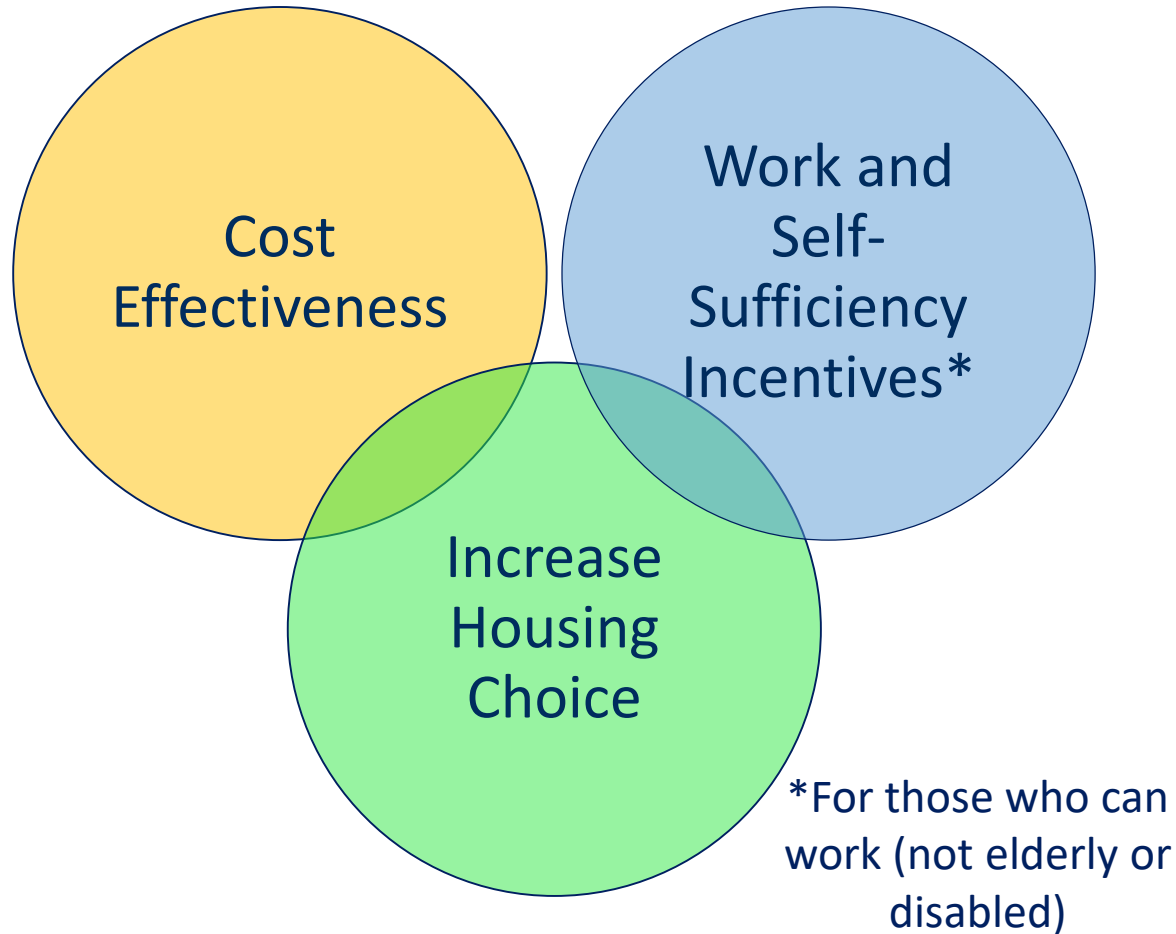 Cost
Effectiveness
Work and
Self-
Sufficiency
Incentives*
Increase
Housing
Choice
*For those who can
work (not elderly or
disabled)